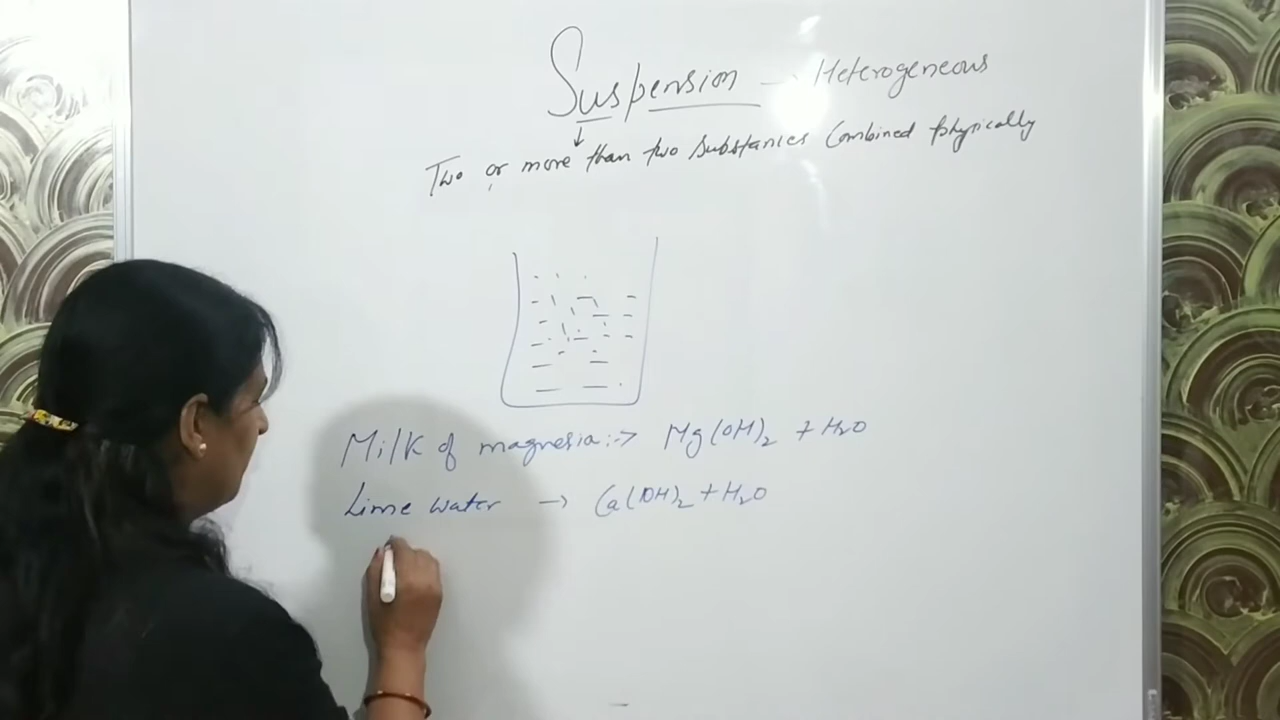 Suspension → Heterogeneous
↓
Two or more than two substances Combined physically
Milk of magnesia :→ Mg(OH)₂ + H₂O
Lime water → Ca(OH)₂ + H₂O